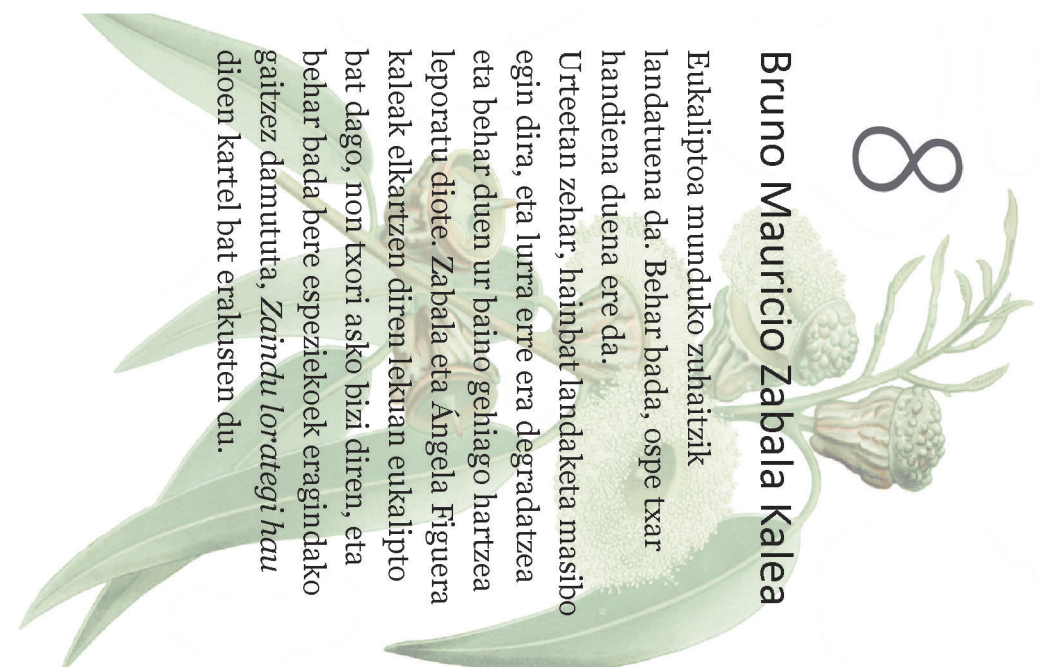 8
Bruno Mauricio Zabala Kalea
Eukaliptoa munduko zuhaitzik
landatuena da. Behar bada, ospe txar
handiena duena ere da.
Urteetan zehar, hainbat landaketa masibo
egin dira, eta lurra erre era degradatzea
eta behar duen ur baino gehiago hartzea
leporatu diote. Zabala eta Ángela Figuera
kaleak elkartzen diren lekuan eukalipto
bat dago, non txori asko bizi diren, eta
behar bada bere espeziekoek eragindako
gaitzez damututa, Zaindu lorategi hau
dioen kartel bat erakusten du.